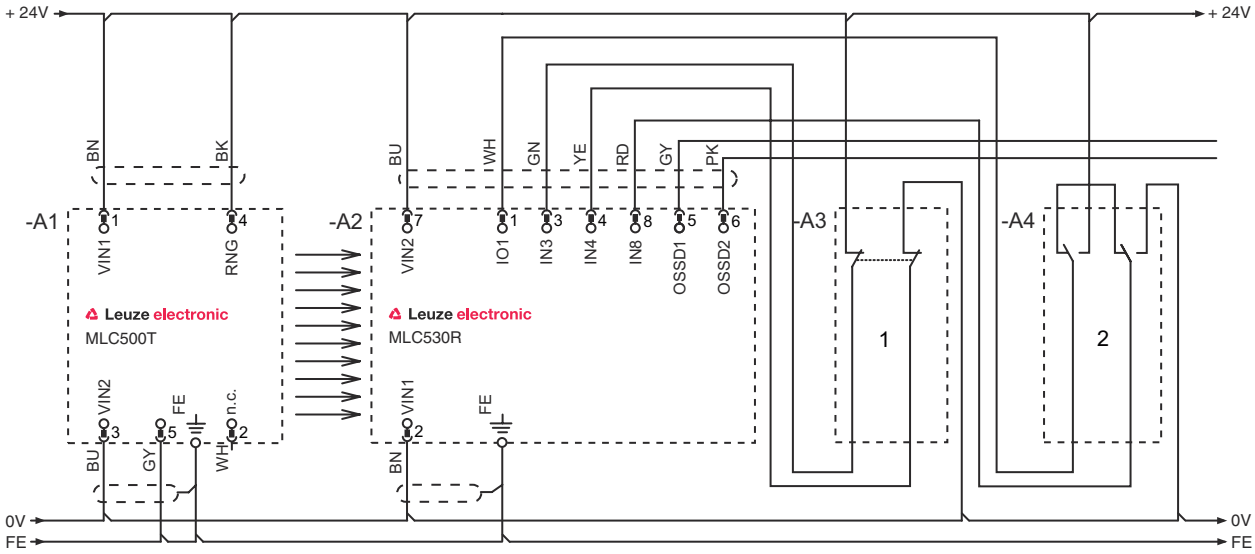 + 24V
+ 24V
BN
BK
BU
WH
GN
YE
RD
GY
PK
-A1
1
4
-A2
7
1
3
4
8
5
6
-A3
-A4
VIN1
RNG
VIN2
IO1
IN3
IN4
IN8
OSSD1
OSSD2
Leuze electronic
MLC500T
Leuze electronic
MLC530R
1
2
VIN2
FE
n.c.
VIN1
FE
3
5
2
2
BU
GY
WH
BN
0V
0V
FE
FE